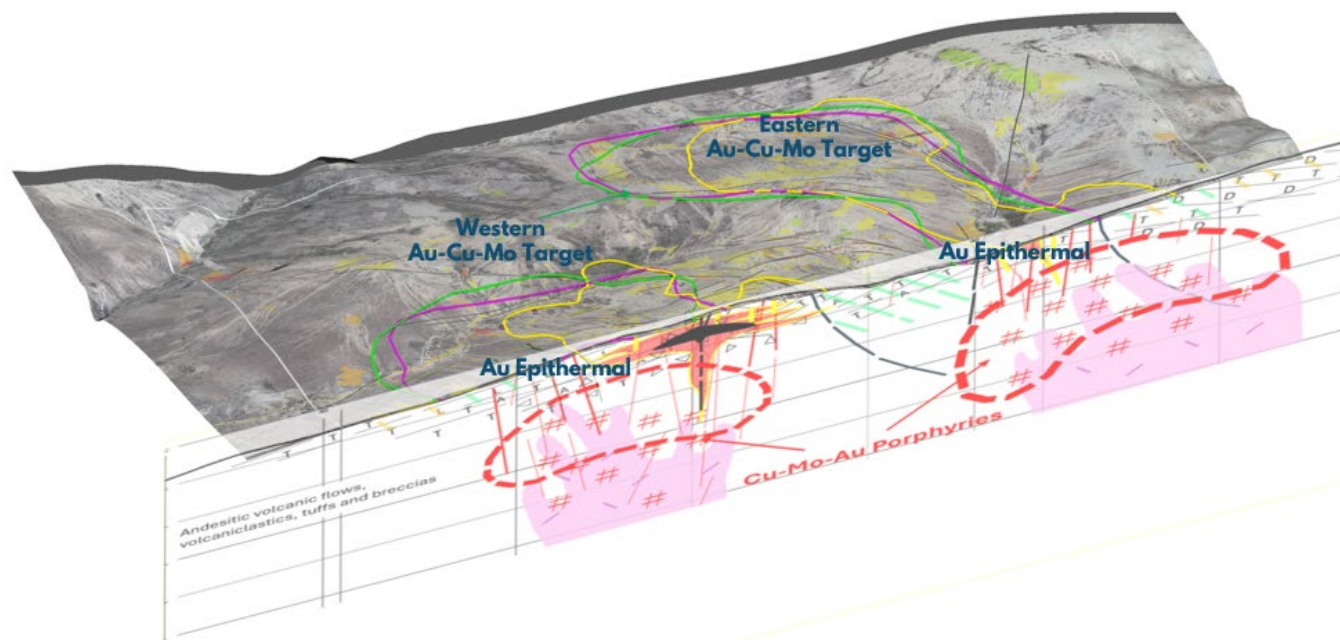 Eastern
Au-Cu-Mo Target
Western
Au-Cu-Mo Target
Au Epithermal
Au Epithermal
Cu-Mo-Au Porphyries
Andesitic volcanic flows,
volcaniclastics, tuffs and breccias